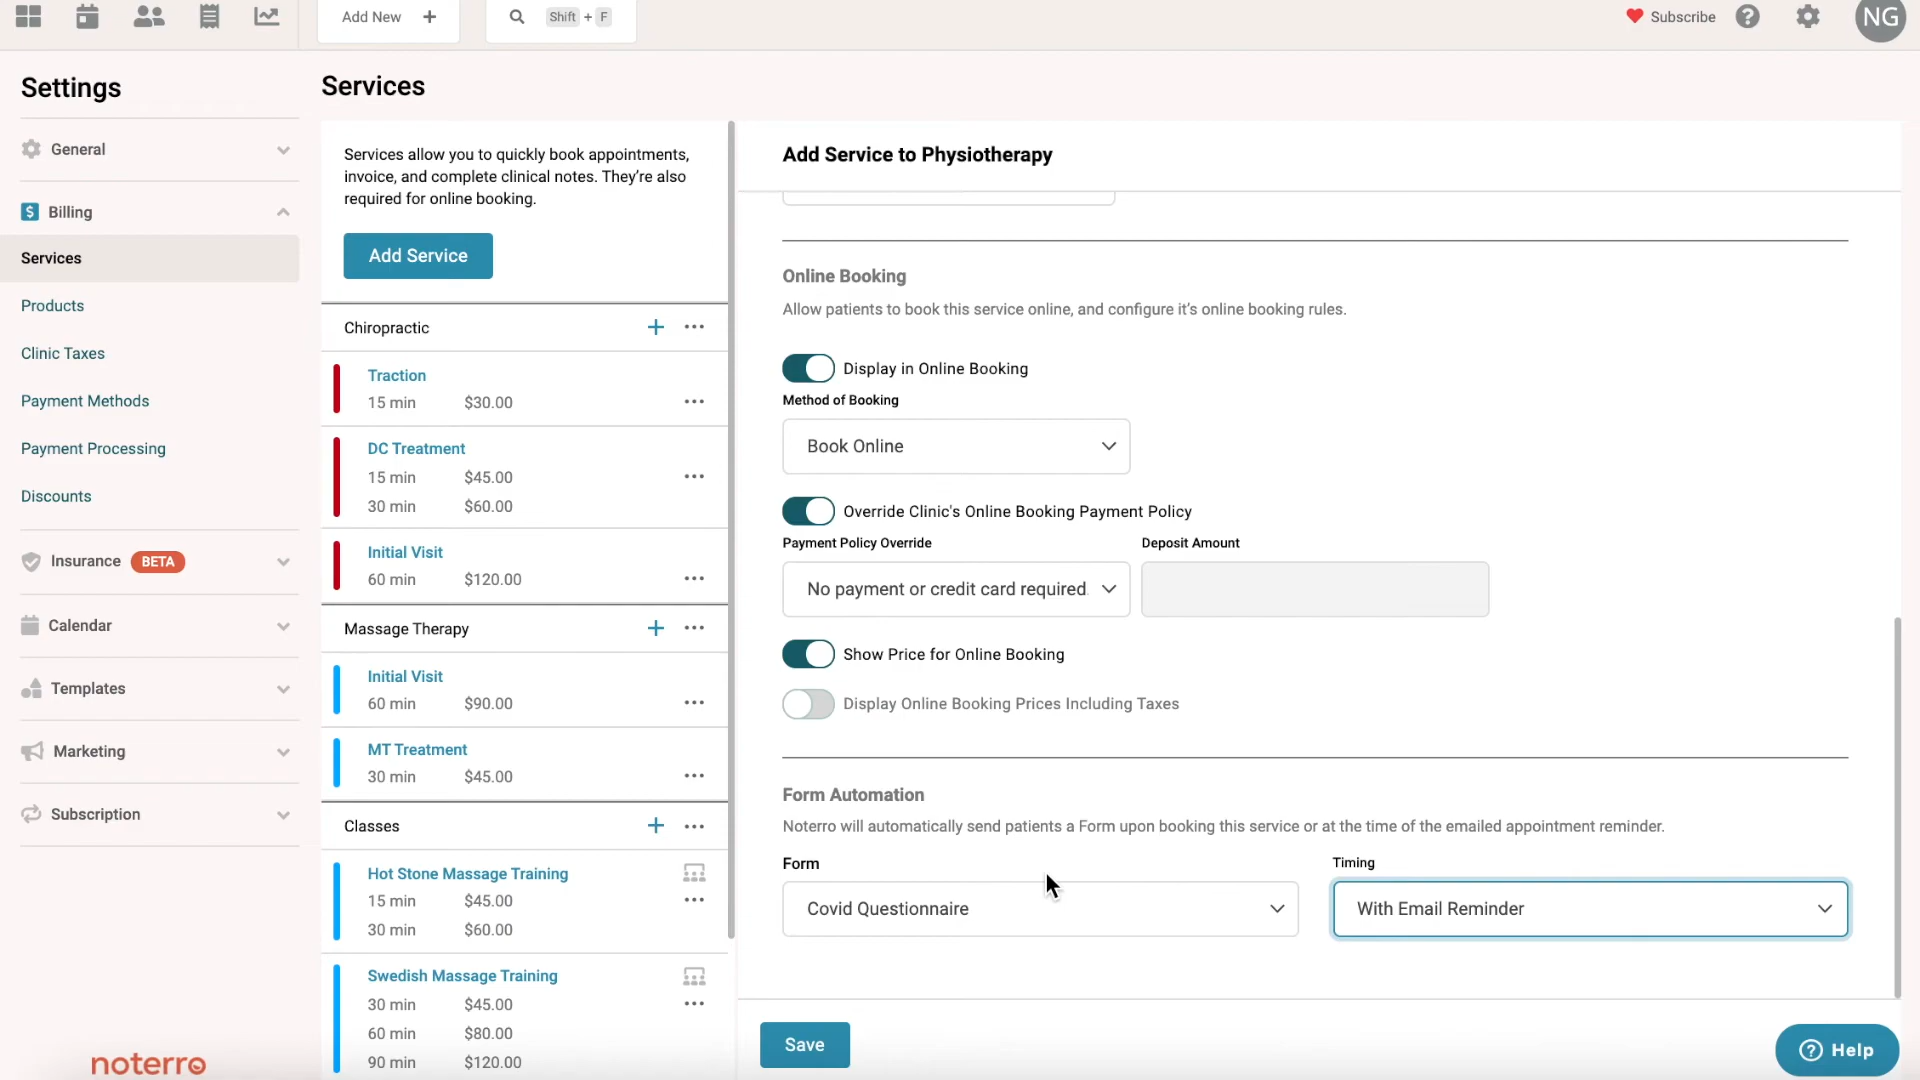 Add New +
Shift + F
Subscribe
NG
Settings
General
Billing
Services
Products
Clinic Taxes
Payment Methods
Payment Processing
Discounts
Insurance BETA
Calendar
Templates
Marketing
Subscription
noterro
Services
Services allow you to quickly book appointments,
invoice, and complete clinical notes. They're also
required for online booking.
Add Service
Chiropractic
Traction
15 min $30.00
DC Treatment
15 min $45.00
30 min $60.00
Initial Visit
60 min $120.00
Massage Therapy
Initial Visit
60 min $90.00
MT Treatment
30 min $45.00
Classes
Hot Stone Massage Training
15 min $45.00
30 min $60.00
Swedish Massage Training
30 min $45.00
60 min $80.00
90 min $120.00
Add Service to Physiotherapy
Online Booking
Allow patients to book this service online, and configure it's online booking rules.
Display in Online Booking
Method of Booking
Book Online
Override Clinic's Online Booking Payment Policy
Payment Policy Override Deposit Amount
No payment or credit card required
Show Price for Online Booking
Display Online Booking Prices Including Taxes
Form Automation
Noterro will automatically send patients a Form upon booking this service or at the time of the emailed appointment reminder.
Form Timing
Covid Questionnaire With Email Reminder
Save
Help